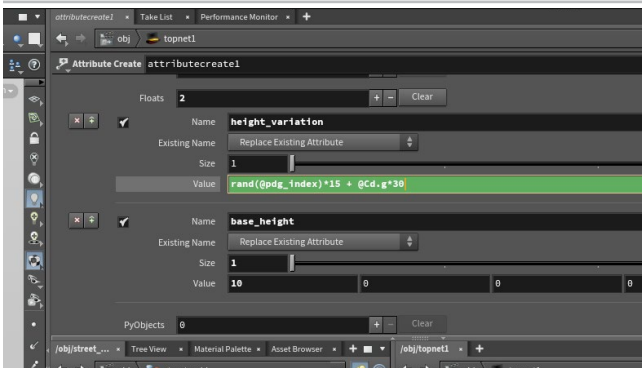 attributecreate1 Take List Performance Monitor
obj topnet1
Attribute Create attributecreate1
Floats 2 Clear
Name height_variation
Existing Name Replace Existing Attribute
Size 1
Value rand(@pdg_index)*15 + @Cd.g*30
Name base_height
Existing Name Replace Existing Attribute
Size 1
Value 10 0 0 0
PyObjects 0 Clear
/obj/street_... Tree View Material Palette Asset Browser /obj/topnet1